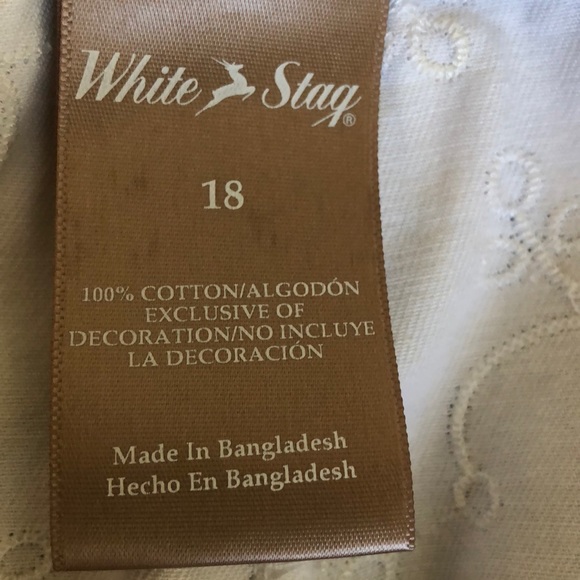 White Stag®
18
100% COTTON/ALGODÓN
EXCLUSIVE OF
DECORATION/NO INCLUYE
LA DECORACIÓN
Made In Bangladesh
Hecho En Bangladesh